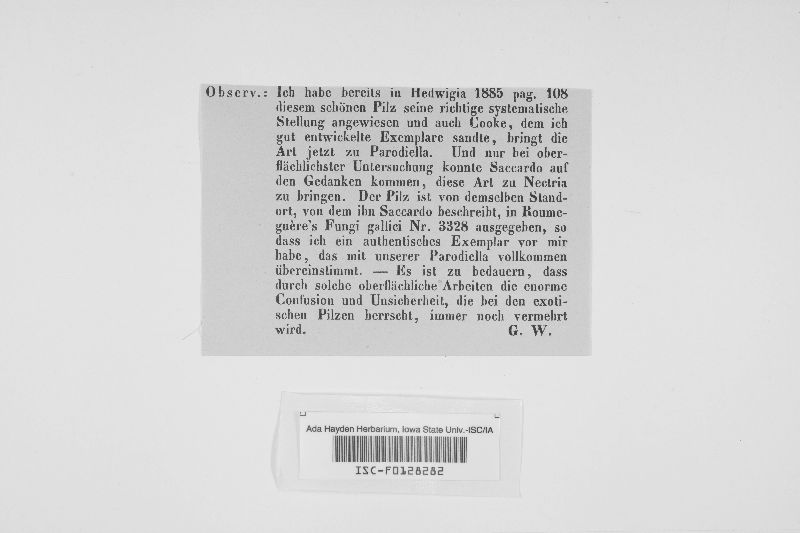 Observ.: Ich habe bereits in Hedwigia 1885 pag. 108
diesem schönen Pilz seine richtige systematische
Stellung angewiesen und auch Cooke, dem ich
gut entwickelte Exemplare sandte, bringt die
Art jetzt zu Parodiella. Und nur bei ober-
flächlichster Untersuchung konnte Saccardo auf
den Gedanken kommen, diese Art zu Nectria
zu bringen. Der Pilz ist von demselben Stand-
ort, von dem ihn Saccardo beschreibt, in Roume-
guère's Fungi gallici Nr. 3328 ausgegeben, so
dass ich ein authentisches Exemplar vor mir
habe, das mit unserer Parodiella vollkommen
übereinstimmt. — Es ist zu bedauern, dass
durch solche oberflächliche Arbeiten die enorme
Confusion und Unsicherheit, die bei den exoti-
schen Pilzen herrscht, immer noch vermehrt
wird. G. W.
Ada Hayden Herbarium, Iowa State Univ.-ISC/IA
ISC-F0128282